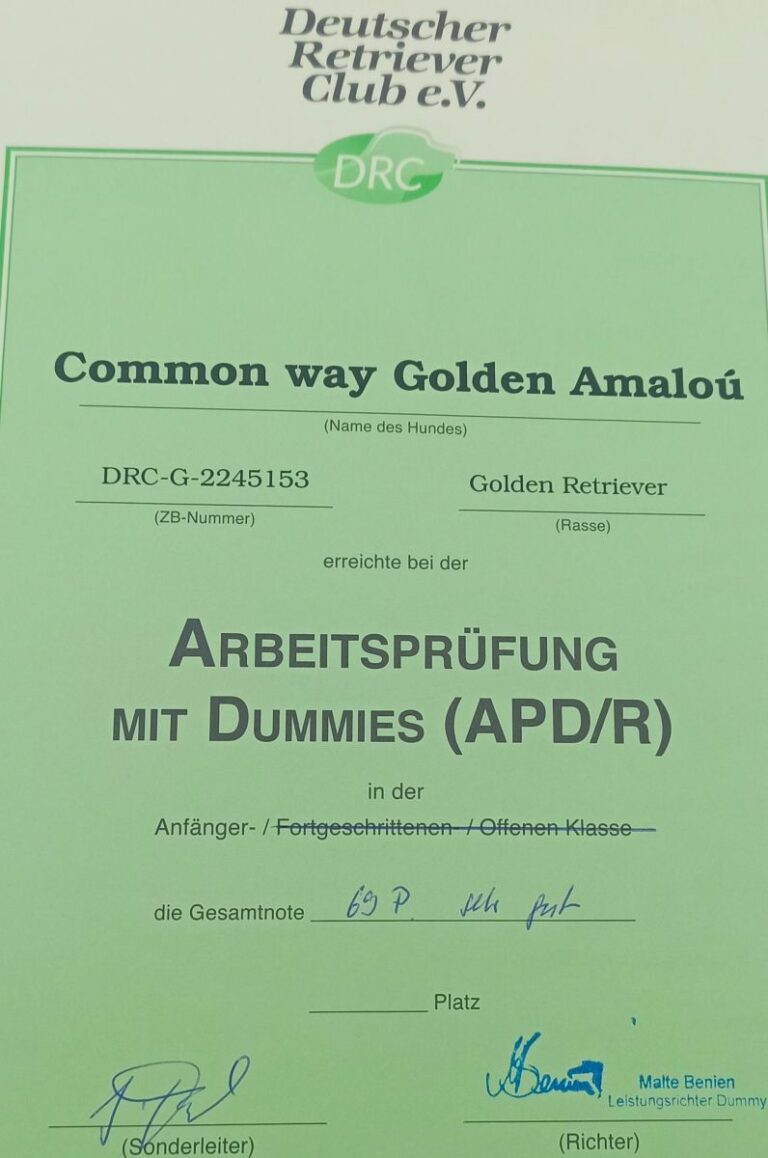 Deutscher
Retriever
Club e.V.
DRC
Common way Golden Amaloú
(Name des Hundes)
DRC-G-2245153 Golden Retriever
(ZB-Nummer) (Rasse)
erreichte bei der
ARBEITSPRÜFUNG
MIT DUMMIES (APD/R)
in der
Anfänger- / Fortgeschrittenen- / Offenen Klasse
die Gesamtnote 69 P. sehr gut
Platz
Malte Benien
Leistungsrichter Dummy
(Sonderleiter) (Richter)